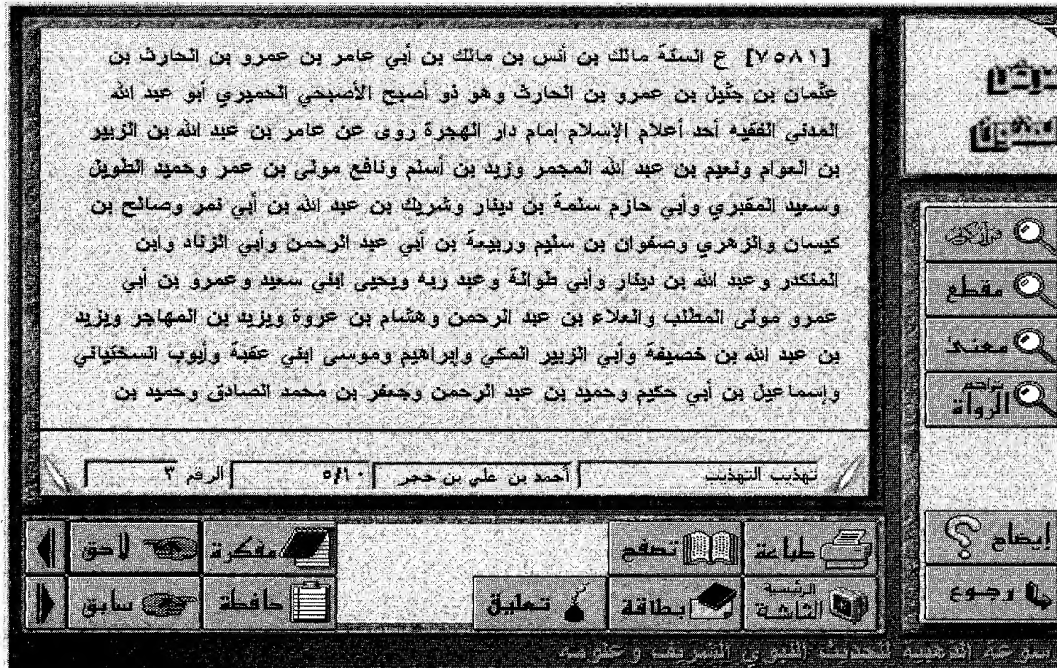 [٧٥٨١] ع الستة مالك بن أنس بن مالك بن أبي عامر بن عمرو بن الحارث بن
عثمان بن جثيل بن عمرو بن الحارث وهو ذو أصبح الأصبحي الحميري أبو عبد الله
المدني الفقيه أحد أعلام الإسلام إمام دار الهجرة روى عن عامر بن عبد الله بن الزبير
بن العوام ونعيم بن عبد الله المجمر وزيد بن أسلم ونافع مولى بن عمر وحميد الطويل
وسعيد المقبري وأبي حازم سلمة بن دينار وشريك بن عبد الله بن أبي نمر وصالح بن
كيسان والزهري وصفوان بن سليم وربيعة بن أبي عبد الرحمن وأبي الزناد وابن
المنكدر وعبد الله بن دينار وأبي طوالة وعبد ربه ويحيى ابني سعيد وعمرو بن أبي
عمرو مولى المطلب والعلاء بن عبد الرحمن وهشام بن عروة ويزيد بن المهاجر ويزيد
بن عبد الله بن خصيفة وأبي الزبير المكي وإبراهيم وموسى ابني عقبة وأيوب السختياني
وإسماعيل بن أبي حكيم وحميد بن عبد الرحمن وجعفر بن محمد الصادق وحميد بن
تهذيب التهذيب أحمد بن علي بن حجر ٥/١٠ الرقم ٣
مقطع
معنى
تراجم
الرواة
إيضاح
رجوع
طباعة تصفح مفكرة لاحق
الرئيسة
الشاشة بطاقة تعليق حافظة سابق
للحديث النبوي الشريف وعلومه